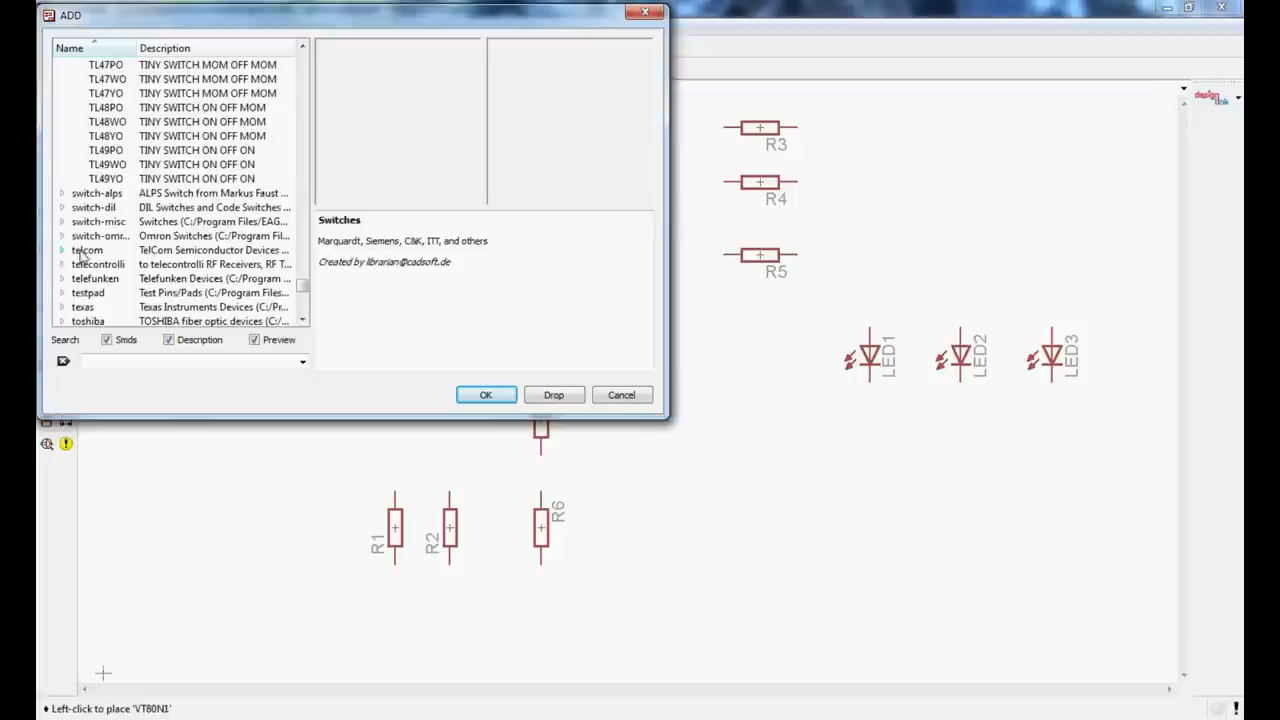 ADD
Name Description
TL47PO TINY SWITCH MOM OFF MOM
TL47WO TINY SWITCH MOM OFF MOM
TL47YO TINY SWITCH MOM OFF MOM
TL48PO TINY SWITCH ON OFF MOM
TL48WO TINY SWITCH ON OFF MOM
TL48YO TINY SWITCH ON OFF MOM
TL49PO TINY SWITCH ON OFF ON
TL49WO TINY SWITCH ON OFF ON
TL49YO TINY SWITCH ON OFF ON
switch-alps ALPS Switch from Markus Faust ...
switch-dil DIL Switches and Code Switches ...
switch-misc Switches (C:/Program Files/EAG...
switch-omr... Omron Switches (C:/Program Fil...
telcom TelCom Semiconductor Devices ...
telecontrolli to telecontrolli RF Receivers, RF T...
telefunken Telefunken Devices (C:/Program ...
testpad Test Pins/Pads (C:/Program Files...
texas Texas Instruments Devices (C:/Pr...
toshiba TOSHIBA fiber optic devices (C:/...
Switches
Marquardt, Siemens, C&K, ITT, and others
Created by librarian@cadsoft.de
Search Smds Description Preview
OK Drop Cancel
design link
R3
R4
R5
LED1 LED2 LED3
R1 R2 R6
Left-click to place 'VT80N1'